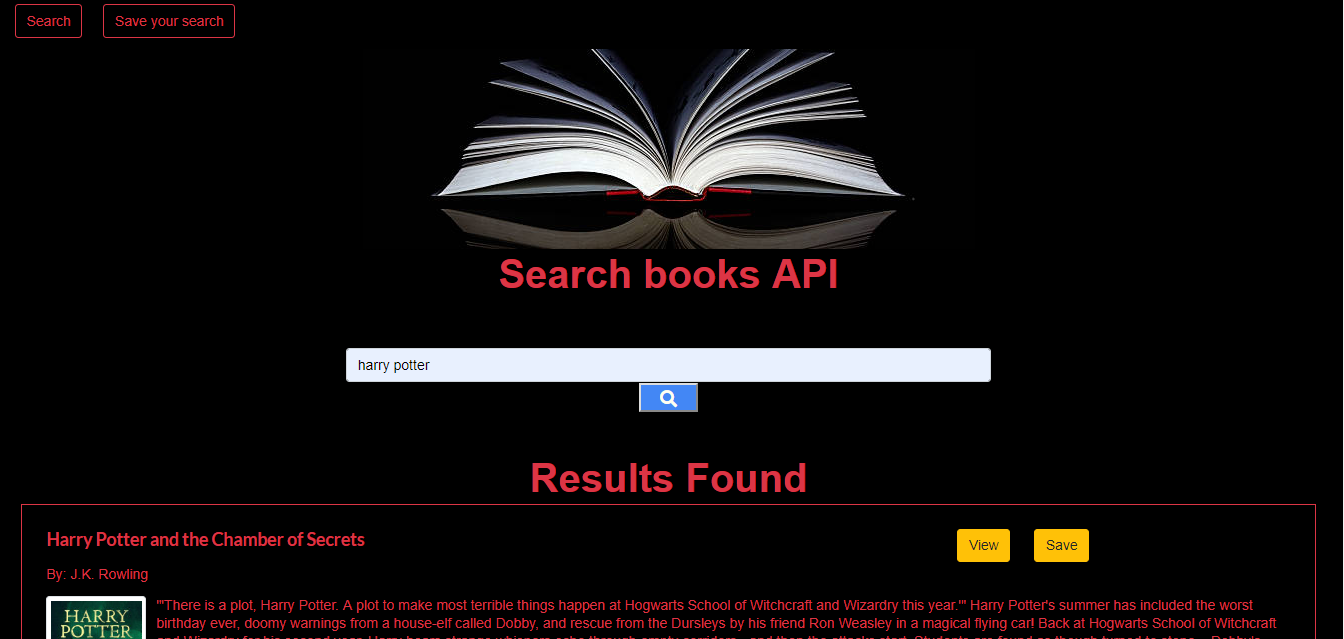 Search Save your search
Search books API
harry potter
Results Found
Harry Potter and the Chamber of Secrets View Save
By: J.K. Rowling
HARRY
POTTER
"'There is a plot, Harry Potter. A plot to make most terrible things happen at Hogwarts School of Witchcraft and Wizardry this year.'" Harry Potter's summer has included the worst
birthday ever, doomy warnings from a house-elf called Dobby, and rescue from the Dursleys by his friend Ron Weasley in a magical flying car! Back at Hogwarts School of Witchcraft